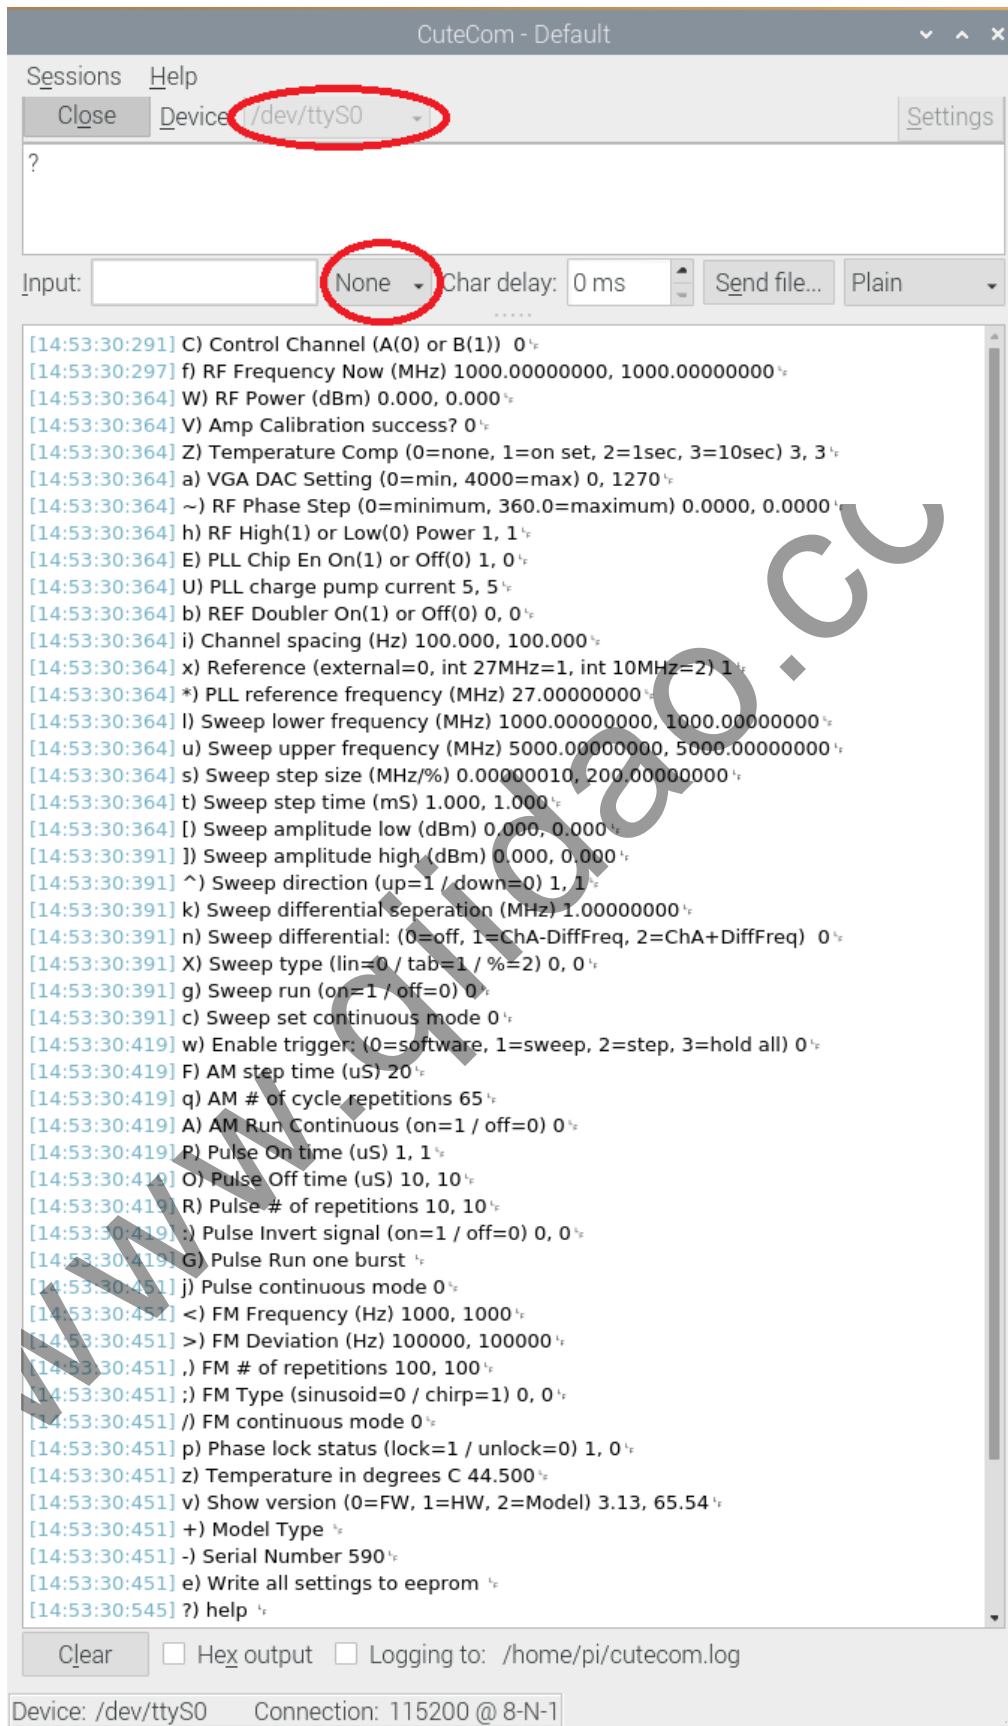 CuteCom - Default
Sessions Help
Close Device: /dev/ttyS0 Settings
?
Input: None Char delay: 0 ms Send file... Plain
[14:53:30:291] C) Control Channel (A(0) or B(1)) 0
[14:53:30:297] f) RF Frequency Now (MHz) 1000.00000000, 1000.00000000
[14:53:30:364] W) RF Power (dBm) 0.000, 0.000
[14:53:30:364] V) Amp Calibration success? 0
[14:53:30:364] Z) Temperature Comp (0=none, 1=on set, 2=1sec, 3=10sec) 3, 3
[14:53:30:364] a) VGA DAC Setting (0=min, 4000=max) 0, 1270
[14:53:30:364] ~) RF Phase Step (0=minimum, 360.0=maximum) 0.0000, 0.0000
[14:53:30:364] h) RF High(1) or Low(0) Power 1, 1
[14:53:30:364] E) PLL Chip En On(1) or Off(0) 1, 0
[14:53:30:364] U) PLL charge pump current 5, 5
[14:53:30:364] b) REF Doubler On(1) or Off(0) 0, 0
[14:53:30:364] i) Channel spacing (Hz) 100.000, 100.000
[14:53:30:364] x) Reference (external=0, int 27MHz=1, int 10MHz=2) 1
[14:53:30:364] *) PLL reference frequency (MHz) 27.00000000
[14:53:30:364] l) Sweep lower frequency (MHz) 1000.00000000, 1000.00000000
[14:53:30:364] u) Sweep upper frequency (MHz) 5000.00000000, 5000.00000000
[14:53:30:364] s) Sweep step size (MHz/%) 0.00000010, 200.00000000
[14:53:30:364] t) Sweep step time (mS) 1.000, 1.000
[14:53:30:364] [) Sweep amplitude low (dBm) 0.000, 0.000
[14:53:30:391] ]) Sweep amplitude high (dBm) 0.000, 0.000
[14:53:30:391] ^) Sweep direction (up=1 / down=0) 1, 1
[14:53:30:391] k) Sweep differential seperation (MHz) 1.00000000
[14:53:30:391] n) Sweep differential: (0=off, 1=ChA-DiffFreq, 2=ChA+DiffFreq) 0
[14:53:30:391] X) Sweep type (lin=0 / tab=1 / %=2) 0, 0
[14:53:30:391] g) Sweep run (on=1 / off=0) 0
[14:53:30:391] c) Sweep set continuous mode 0
[14:53:30:419] w) Enable trigger: (0=software, 1=sweep, 2=step, 3=hold all) 0
[14:53:30:419] F) AM step time (uS) 20
[14:53:30:419] q) AM # of cycle repetitions 65
[14:53:30:419] A) AM Run Continuous (on=1 / off=0) 0
[14:53:30:419] P) Pulse On time (uS) 1, 1
[14:53:30:419] O) Pulse Off time (uS) 10, 10
[14:53:30:419] R) Pulse # of repetitions 10, 10
[14:53:30:419] :) Pulse Invert signal (on=1 / off=0) 0, 0
[14:53:30:419] G) Pulse Run one burst
[14:53:30:451] j) Pulse continuous mode 0
[14:53:30:451] <) FM Frequency (Hz) 1000, 1000
[14:53:30:451] >) FM Deviation (Hz) 100000, 100000
[14:53:30:451] ,) FM # of repetitions 100, 100
[14:53:30:451] ;) FM Type (sinusoid=0 / chirp=1) 0, 0
[14:53:30:451] /) FM continuous mode 0
[14:53:30:451] p) Phase lock status (lock=1 / unlock=0) 1, 0
[14:53:30:451] z) Temperature in degrees C 44.500
[14:53:30:451] v) Show version (0=FW, 1=HW, 2=Model) 3.13, 65.54
[14:53:30:451] +) Model Type
[14:53:30:451] -) Serial Number 590
[14:53:30:451] e) Write all settings to eeprom
[14:53:30:545] ?) help
Clear Hex output Logging to: /home/pi/cutecom.log
Device: /dev/ttyS0 Connection: 115200 @ 8-N-1
www.qjidao.co